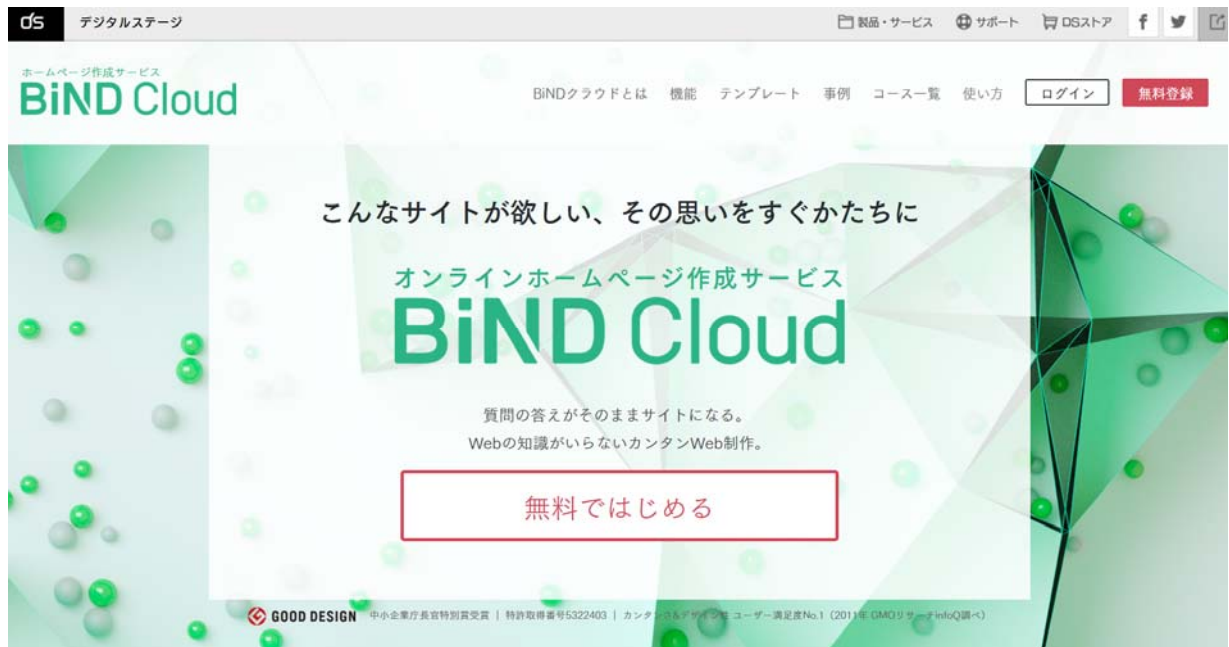 ds デジタルステージ 製品・サービス サポート DSストア
ホームページ作成サービス
BiND Cloud
BiNDクラウドとは 機能 テンプレート 事例 コース一覧 使い方 ログイン 無料登録
こんなサイトが欲しい、その思いをすぐかたちに
オンラインホームページ作成サービス
BiND Cloud
質問の答えがそのままサイトになる。
Webの知識がいらないカンタンWeb制作。
無料ではじめる
GOOD DESIGN 中小企業庁長官特別賞受賞 | 特許取得番号5322403 | カンタンさ&デザイン性 ユーザー満足度No.1（2011年 GMOリサーチinfoQ調べ）